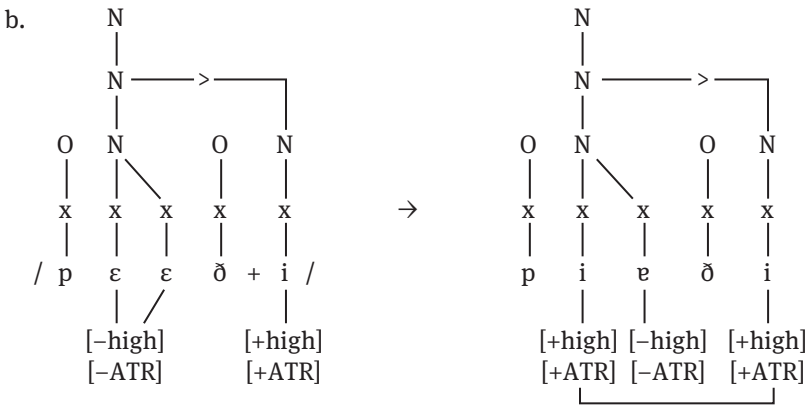 b. N N
N > N >
O N O N O N O N
x x x x x → x x x x x
/ p ɛ ɛ ð + i / p i ɐ ð i
[–high] [+high] [+high] [–high] [+high]
[–ATR] [+ATR] [+ATR] [–ATR] [+ATR]